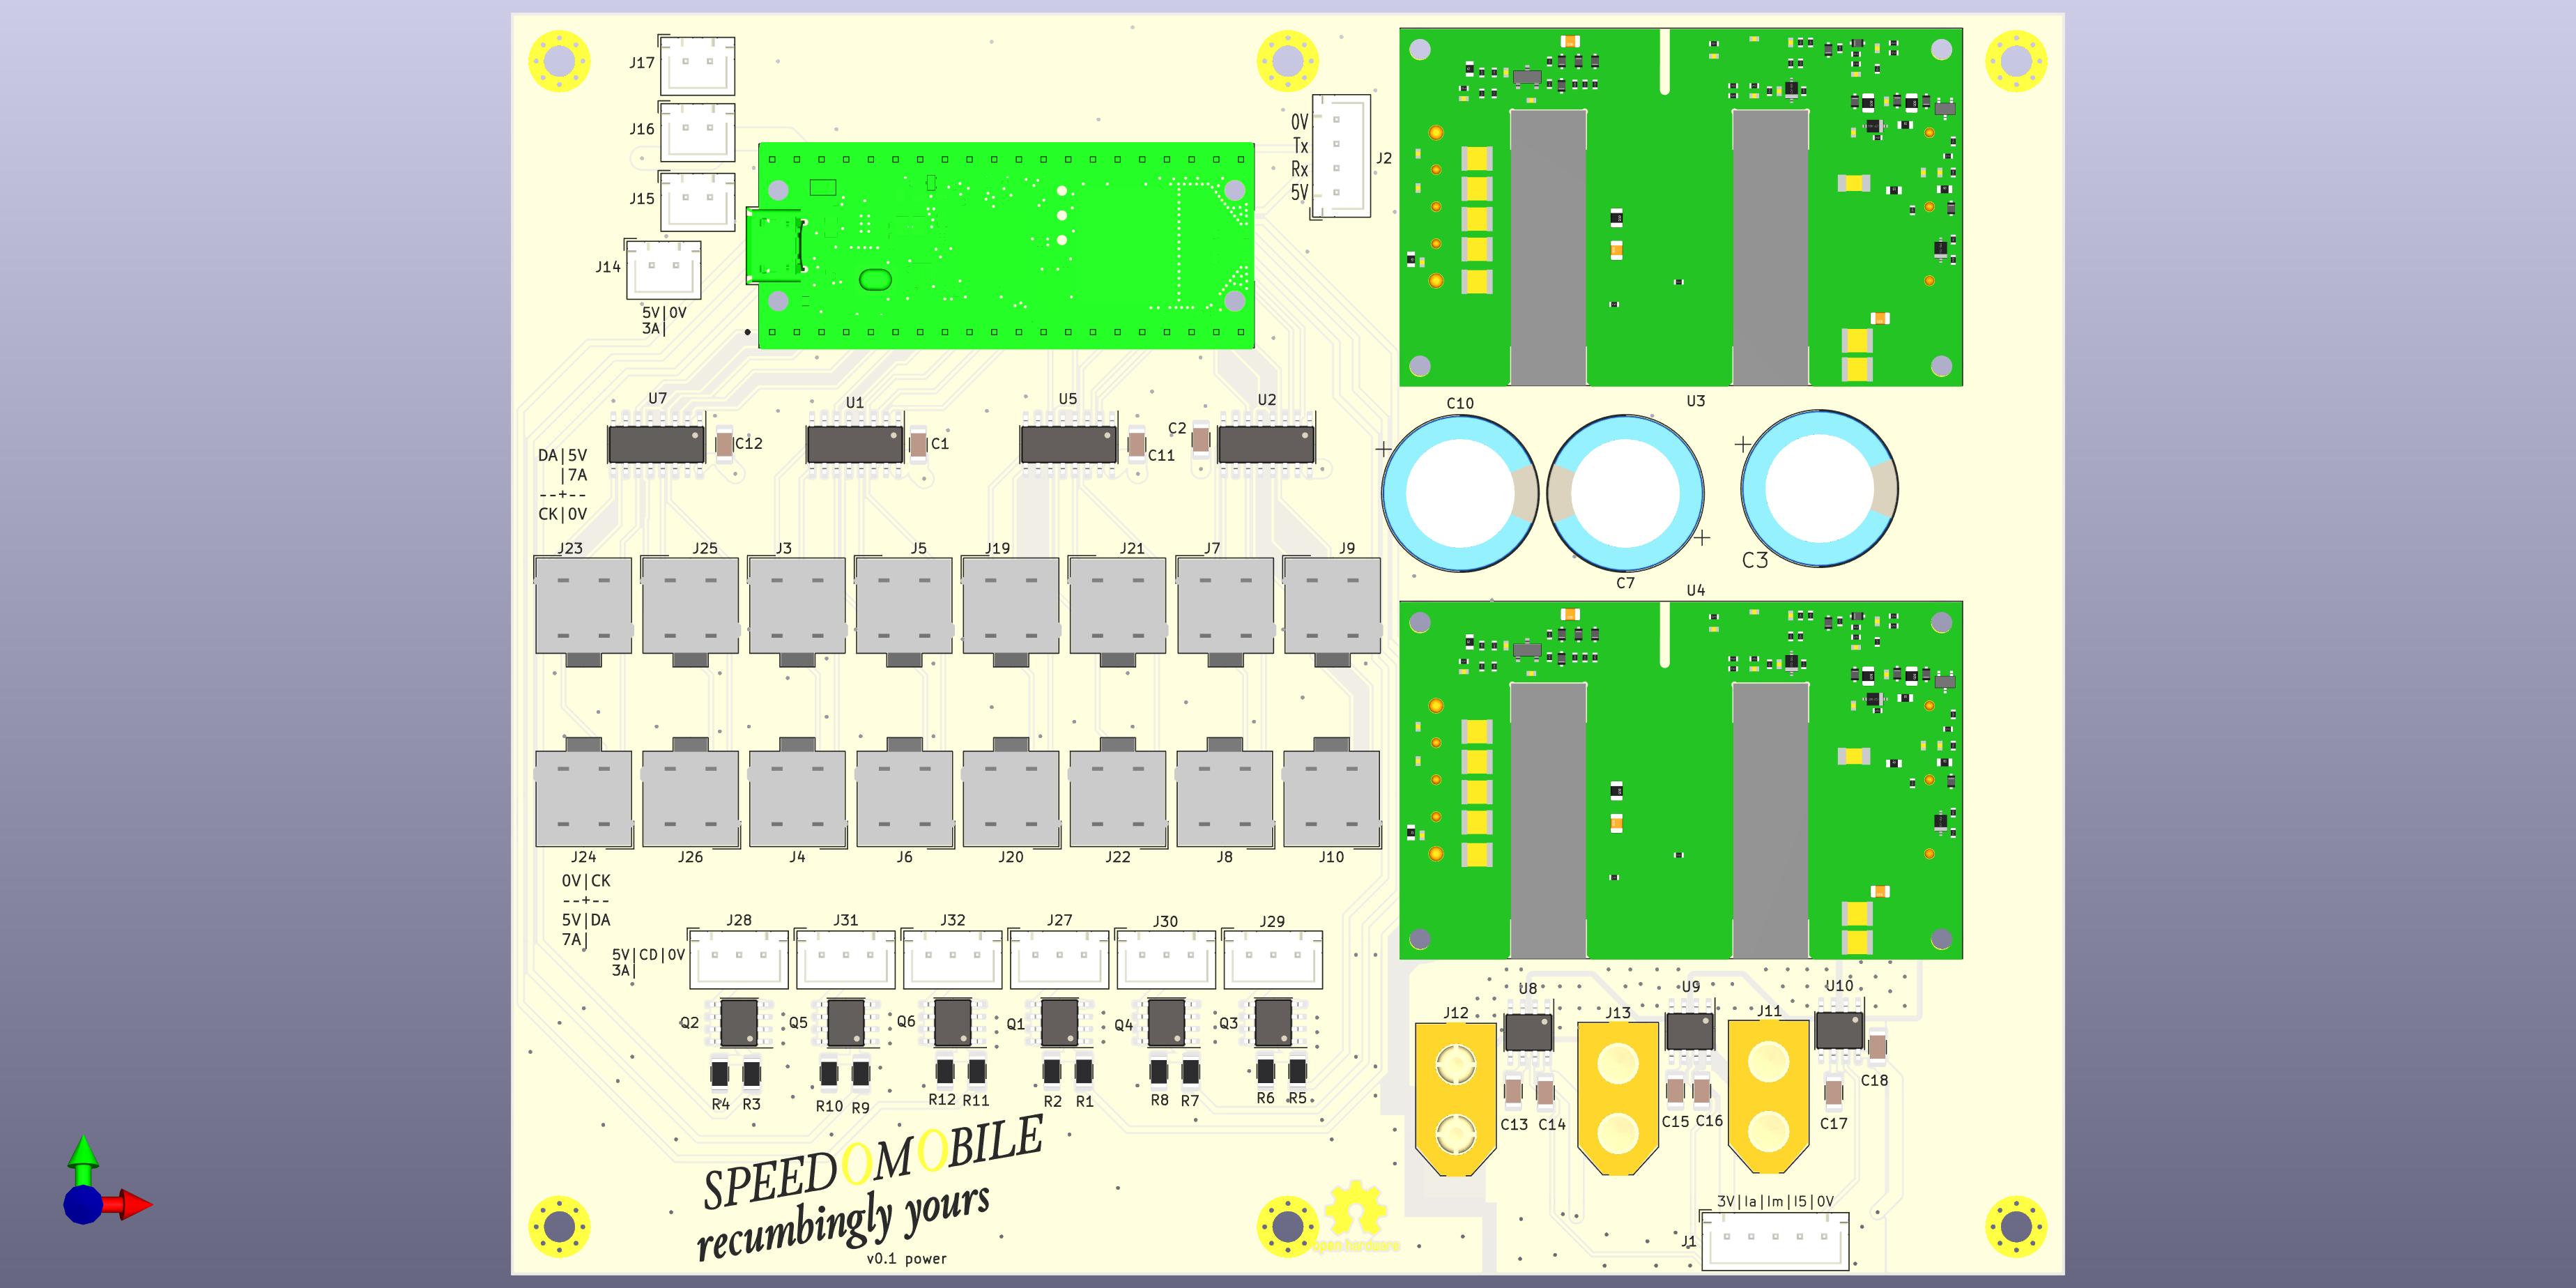 J17
J16
J15
J14
5V|0V
3A|
0V
Tx
Rx
5V
J2
U3
U7
U1
U5
U2
C12
C1
C11
C2
C10
C7
C3
U4
DA|5V
|7A
--+--
CK|0V
J23 J25 J3 J5 J19 J21 J7 J9
J24 J26 J4 J6 J20 J22 J8 J10
0V|CK
--+--
5V|DA
7A|
5V|CD|0V
3A|
J28 J31 J32 J27 J30 J29
Q2 Q5 Q6 Q1 Q4 Q3
R4 R3 R10 R9 R12 R11 R2 R1 R8 R7 R6 R5
U8 U9 U10
J12 J13 J11
C13 C14 C15 C16 C17 C18
3V|Ia|Im|I5|0V
J1
SPEEDOMOBILE
recumbingly yours
v0.1 power
open hardware